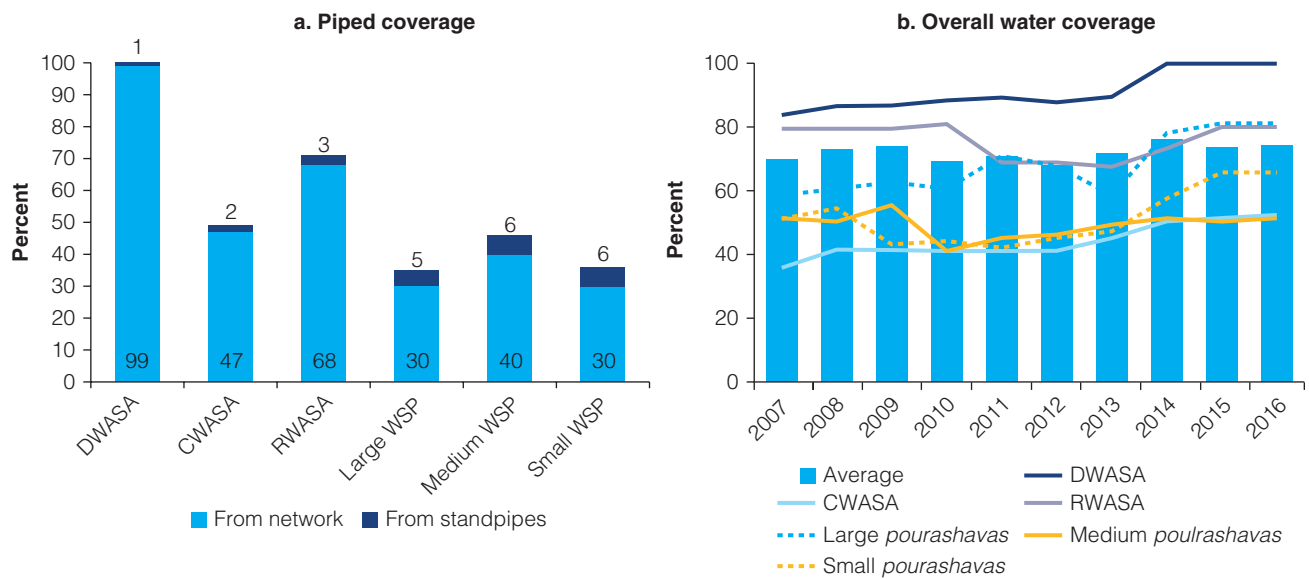 a. Piped coverage
Percent
100
90
80
70
60
50
40
30
20
10
0
1
2
3
5
6
6
99
47
68
30
40
30
DWASA
CWASA
RWASA
Large WSP
Medium WSP
Small WSP
From network
From standpipes
b. Overall water coverage
Percent
100
80
60
40
20
0
2007
2008
2009
2010
2011
2012
2013
2014
2015
2016
Average
DWASA
CWASA
RWASA
Large pourashavas
Medium poulrashavas
Small pourashavas